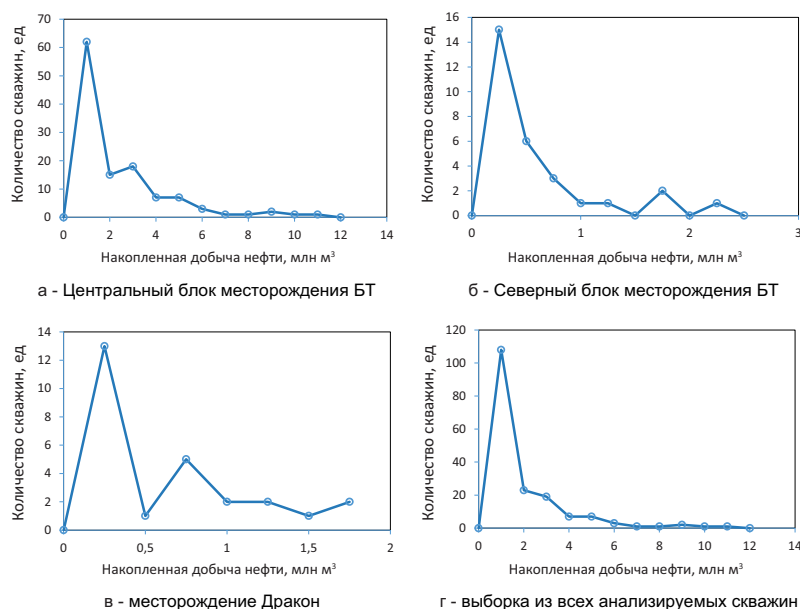 Количество скважин, ед
70
60
50
40
30
20
10
0
0 2 4 6 8 10 12 14
Накопленная добыча нефти, млн м³
а - Центральный блок месторождения БТ
Количество скважин, ед
16
14
12
10
8
6
4
2
0
0 1 2 3
Накопленная добыча нефти, млн м³
б - Северный блок месторождения БТ
Количество скважин, ед
14
12
10
8
6
4
2
0
0 0,5 1 1,5 2
Накопленная добыча нефти, млн м³
в - месторождение Дракон
Количество скважин, ед
120
100
80
60
40
20
0
0 2 4 6 8 10 12 14
Накопленная добыча нефти, млн м³
г - выборка из всех анализируемых скважин